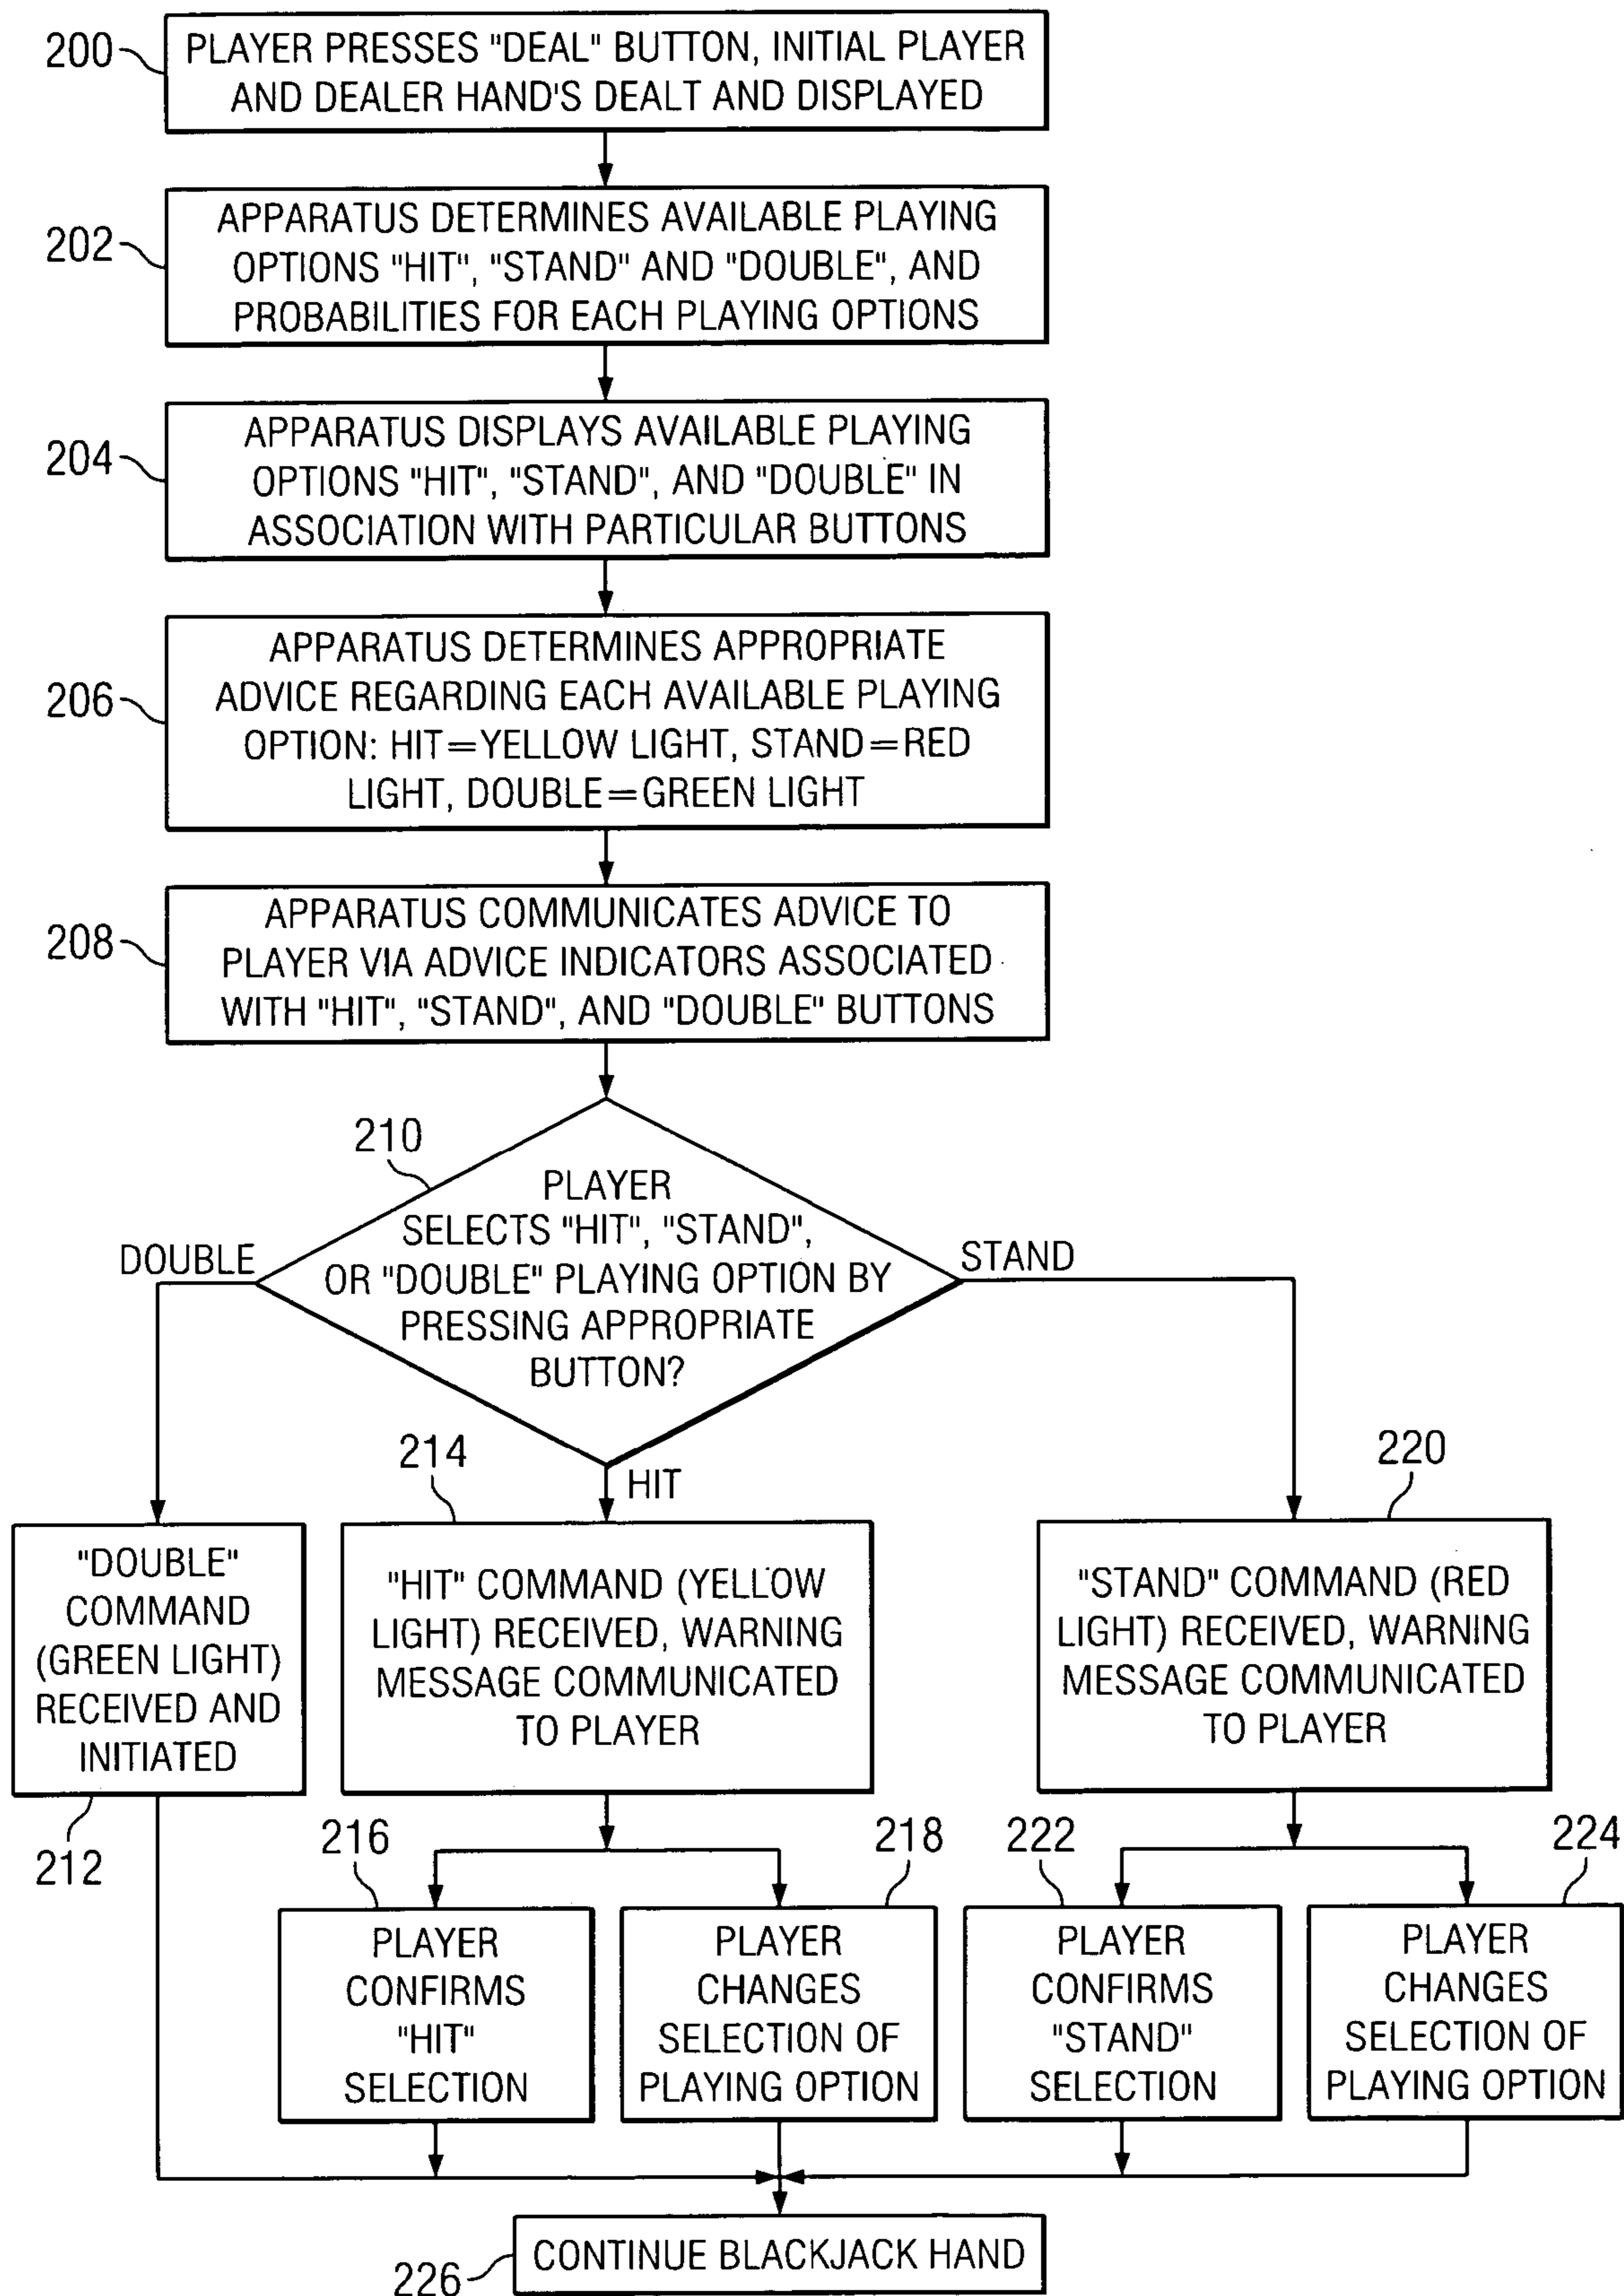 200
PLAYER PRESSES "DEAL" BUTTON, INITIAL PLAYER
AND DEALER HAND'S DEALT AND DISPLAYED
202
APPARATUS DETERMINES AVAILABLE PLAYING
OPTIONS "HIT", "STAND" AND "DOUBLE", AND
PROBABILITIES FOR EACH PLAYING OPTIONS
204
APPARATUS DISPLAYS AVAILABLE PLAYING
OPTIONS "HIT", "STAND", AND "DOUBLE" IN
ASSOCIATION WITH PARTICULAR BUTTONS
206
APPARATUS DETERMINES APPROPRIATE
ADVICE REGARDING EACH AVAILABLE PLAYING
OPTION: HIT=YELLOW LIGHT, STAND=RED
LIGHT, DOUBLE=GREEN LIGHT
208
APPARATUS COMMUNICATES ADVICE TO
PLAYER VIA ADVICE INDICATORS ASSOCIATED
WITH "HIT", "STAND", AND "DOUBLE" BUTTONS
210
PLAYER
SELECTS "HIT", "STAND",
OR "DOUBLE" PLAYING OPTION BY
PRESSING APPROPRIATE
BUTTON?
DOUBLE
STAND
HIT
"DOUBLE"
COMMAND
(GREEN LIGHT)
RECEIVED AND
INITIATED
212
214
"HIT" COMMAND (YELLOW
LIGHT) RECEIVED, WARNING
MESSAGE COMMUNICATED
TO PLAYER
220
"STAND" COMMAND (RED
LIGHT) RECEIVED, WARNING
MESSAGE COMMUNICATED
TO PLAYER
216
PLAYER
CONFIRMS
"HIT"
SELECTION
218
PLAYER
CHANGES
SELECTION OF
PLAYING OPTION
222
PLAYER
CONFIRMS
"STAND"
SELECTION
224
PLAYER
CHANGES
SELECTION OF
PLAYING OPTION
226
CONTINUE BLACKJACK HAND